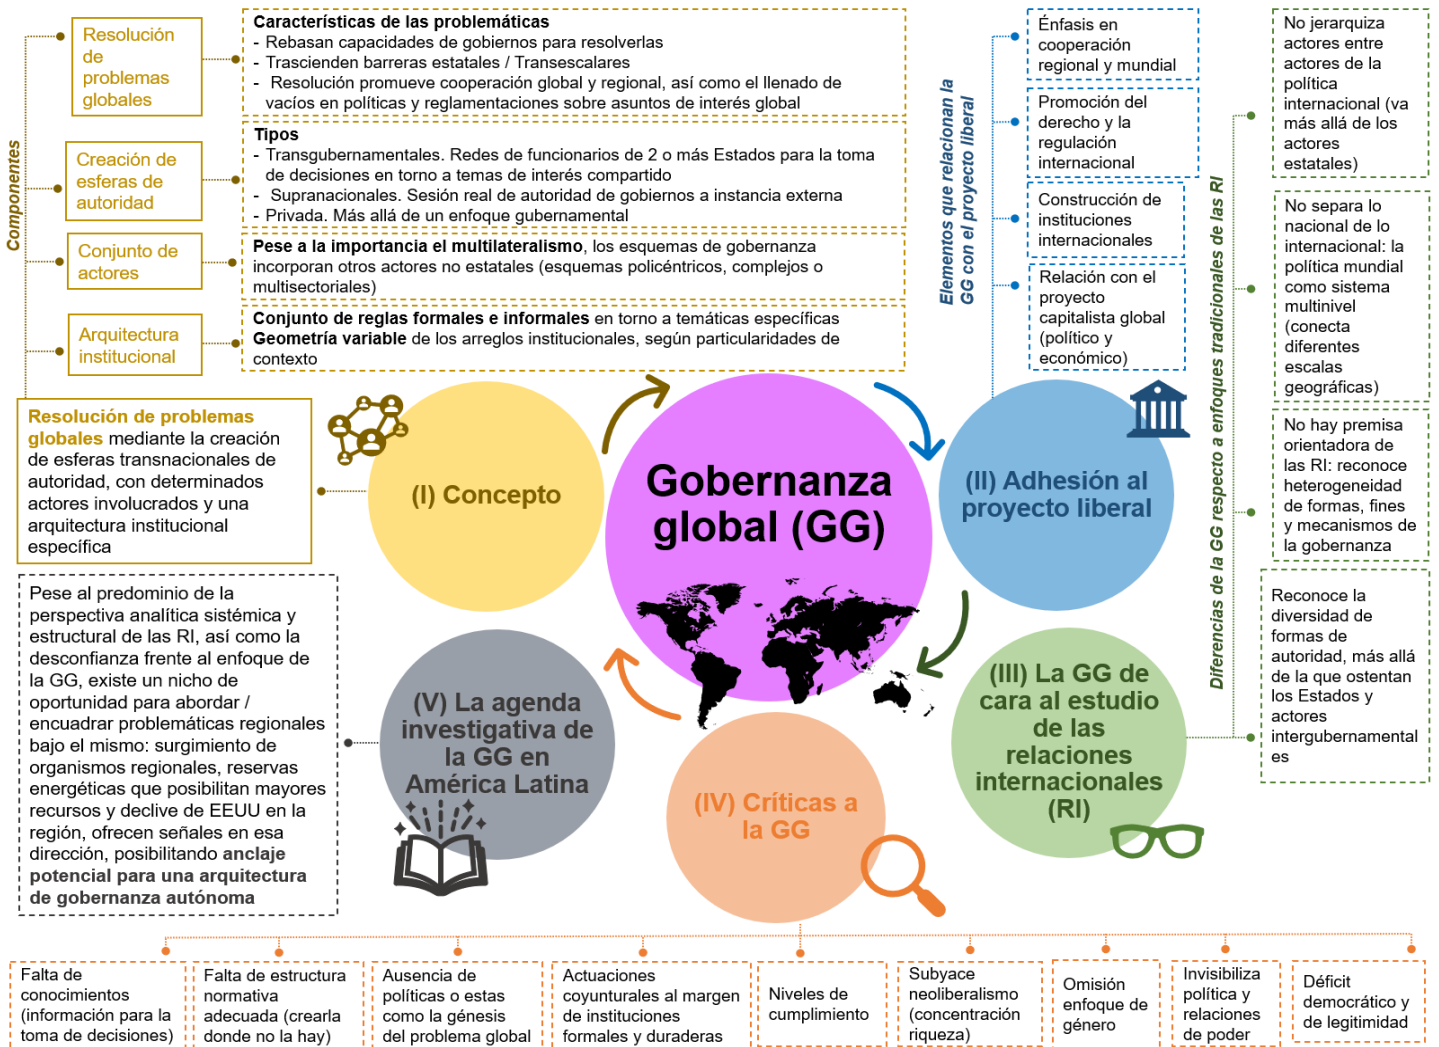 Componentes
Resolución
de
problemas
globales
Características de las problemáticas
- Rebasan capacidades de gobiernos para resolverlas
- Trascienden barreras estatales / Transescalares
- Resolución promueve cooperación global y regional, así como el llenado de
vacíos en políticas y reglamentaciones sobre asuntos de interés global
Creación de
esferas de
autoridad
Tipos
- Transgubernamentales. Redes de funcionarios de 2 o más Estados para la toma
de decisiones en torno a temas de interés compartido
- Supranacionales. Sesión real de autoridad de gobiernos a instancia externa
- Privada. Más allá de un enfoque gubernamental
Conjunto de
actores
Pese a la importancia el multilateralismo, los esquemas de gobernanza
incorporan otros actores no estatales (esquemas policéntricos, complejos o
multisectoriales)
Arquitectura
institucional
Conjunto de reglas formales e informales en torno a temáticas específicas
Geometría variable de los arreglos institucionales, según particularidades de
contexto
Resolución de problemas
globales mediante la creación
de esferas transnacionales de
autoridad, con determinados
actores involucrados y una
arquitectura institucional
específica
(I) Concepto
Gobernanza
global (GG)
Elementos que relacionan la
GG con el proyecto liberal
Énfasis en
cooperación
regional y mundial
Promoción del
derecho y la
regulación
internacional
Construcción de
instituciones
internacionales
Relación con el
proyecto
capitalista global
(político y
económico)
(II) Adhesión al
proyecto liberal
Diferencias de la GG respecto a enfoques tradicionales de las RI
No jerarquiza
actores entre
actores de la
política
internacional (va
más allá de los
actores
estatales)
No separa lo
nacional de lo
internacional: la
política mundial
como sistema
multinivel
(conecta
diferentes
escalas
geográficas)
No hay premisa
orientadora de
las RI: reconoce
heterogeneidad
de formas, fines
y mecanismos de
la gobernanza
Reconoce la
diversidad de
formas de
autoridad, más allá
de la que ostentan
los Estados y
actores
intergubernamental
es
(III) La GG de
cara al estudio
de las
relaciones
internacionales
(RI)
(IV) Críticas a
la GG
(V) La agenda
investigativa de
la GG en
América Latina
Pese al predominio de la
perspectiva analítica sistémica y
estructural de las RI, así como la
desconfianza frente al enfoque de
la GG, existe un nicho de
oportunidad para abordar /
encuadrar problemáticas regionales
bajo el mismo: surgimiento de
organismos regionales, reservas
energéticas que posibilitan mayores
recursos y declive de EEUU en la
región, ofrecen señales en esa
dirección, posibilitando anclaje
potencial para una arquitectura
de gobernanza autónoma
Falta de
conocimientos
(información para la
toma de decisiones)
Falta de estructura
normativa
adecuada (crearla
donde no la hay)
Ausencia de
políticas o estas
como la génesis
del problema global
Actuaciones
coyunturales al margen
de instituciones
formales y duraderas
Niveles de
cumplimiento
Subyace
neoliberalismo
(concentración
riqueza)
Omisión
enfoque de
género
Invisibiliza
política y
relaciones
de poder
Déficit
democrático y
de legitimidad